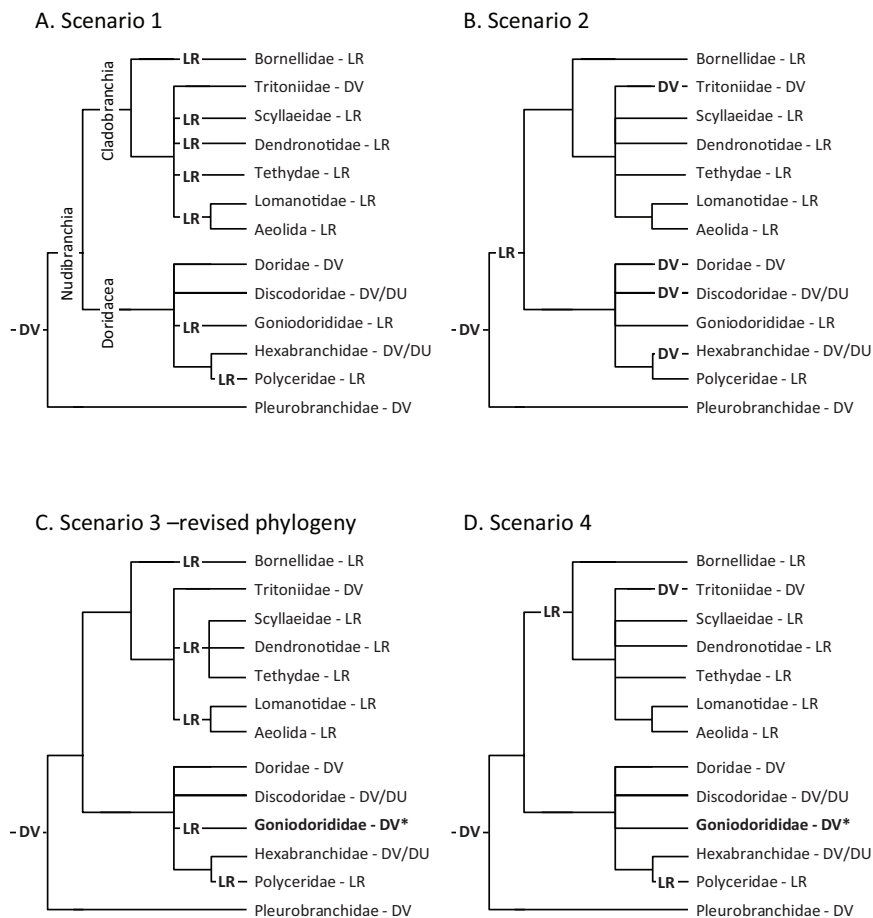 A. Scenario 1
Cladobranchia
Nudibranchia
Doridacea
DV
LR Bornellidae - LR
Tritoniidae - DV
LR Scyllaeidae - LR
LR Dendronotidae - LR
LR Tethydae - LR
Lomanotidae - LR
LR
Aeolida - LR
Doridae - DV
Discodoridae - DV/DU
LR Goniodorididae - LR
Hexabranchidae - DV/DU
LR Polyceridae - LR
Pleurobranchidae - DV
B. Scenario 2
DV
LR
Bornellidae - LR
DV Tritoniidae - DV
Scyllaeidae - LR
Dendronotidae - LR
Tethydae - LR
Lomanotidae - LR
Aeolida - LR
DV Doridae - DV
DV Discodoridae - DV/DU
Goniodorididae - LR
DV Hexabranchidae - DV/DU
Polyceridae - LR
Pleurobranchidae - DV
C. Scenario 3 –revised phylogeny
DV
LR Bornellidae - LR
Tritoniidae - DV
Scyllaeidae - LR
LR Dendronotidae - LR
Tethydae - LR
Lomanotidae - LR
LR
Aeolida - LR
Doridae - DV
Discodoridae - DV/DU
LR Goniodorididae - DV*
Hexabranchidae - DV/DU
LR Polyceridae - LR
Pleurobranchidae - DV
D. Scenario 4
DV
LR
Bornellidae - LR
DV Tritoniidae - DV
Scyllaeidae - LR
Dendronotidae - LR
Tethydae - LR
Lomanotidae - LR
Aeolida - LR
Doridae - DV
Discodoridae - DV/DU
Goniodorididae - DV*
Hexabranchidae - DV/DU
LR Polyceridae - LR
Pleurobranchidae - DV